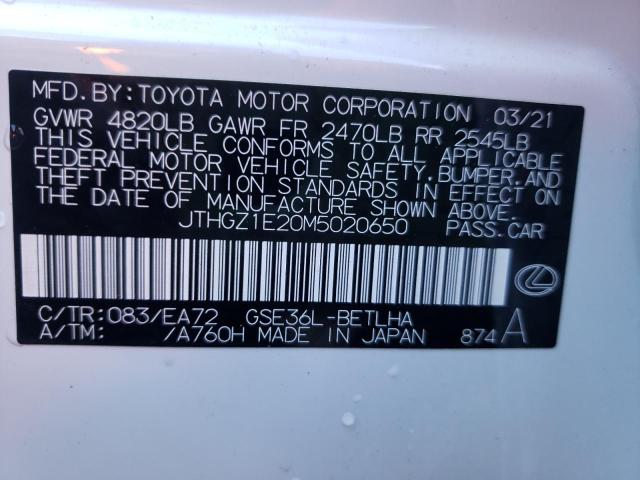 MFD.BY:TOYOTA MOTOR CORPORATION 03/21
GVWR 4820LB GAWR FR 2470LB RR 2545LB
THIS VEHICLE CONFORMS TO ALL APPLICABLE
FEDERAL MOTOR VEHICLE SAFETY,BUMPER,AND
THEFT PREVENTION STANDARDS IN EFFECT ON
THE DATE OF MANUFACTURE SHOWN ABOVE.
JTHGZ1E20M5020650 PASS.CAR
C/TR:083/EA72 GSE36L-BETLHA
A/TM: /A760H MADE IN JAPAN 874 A